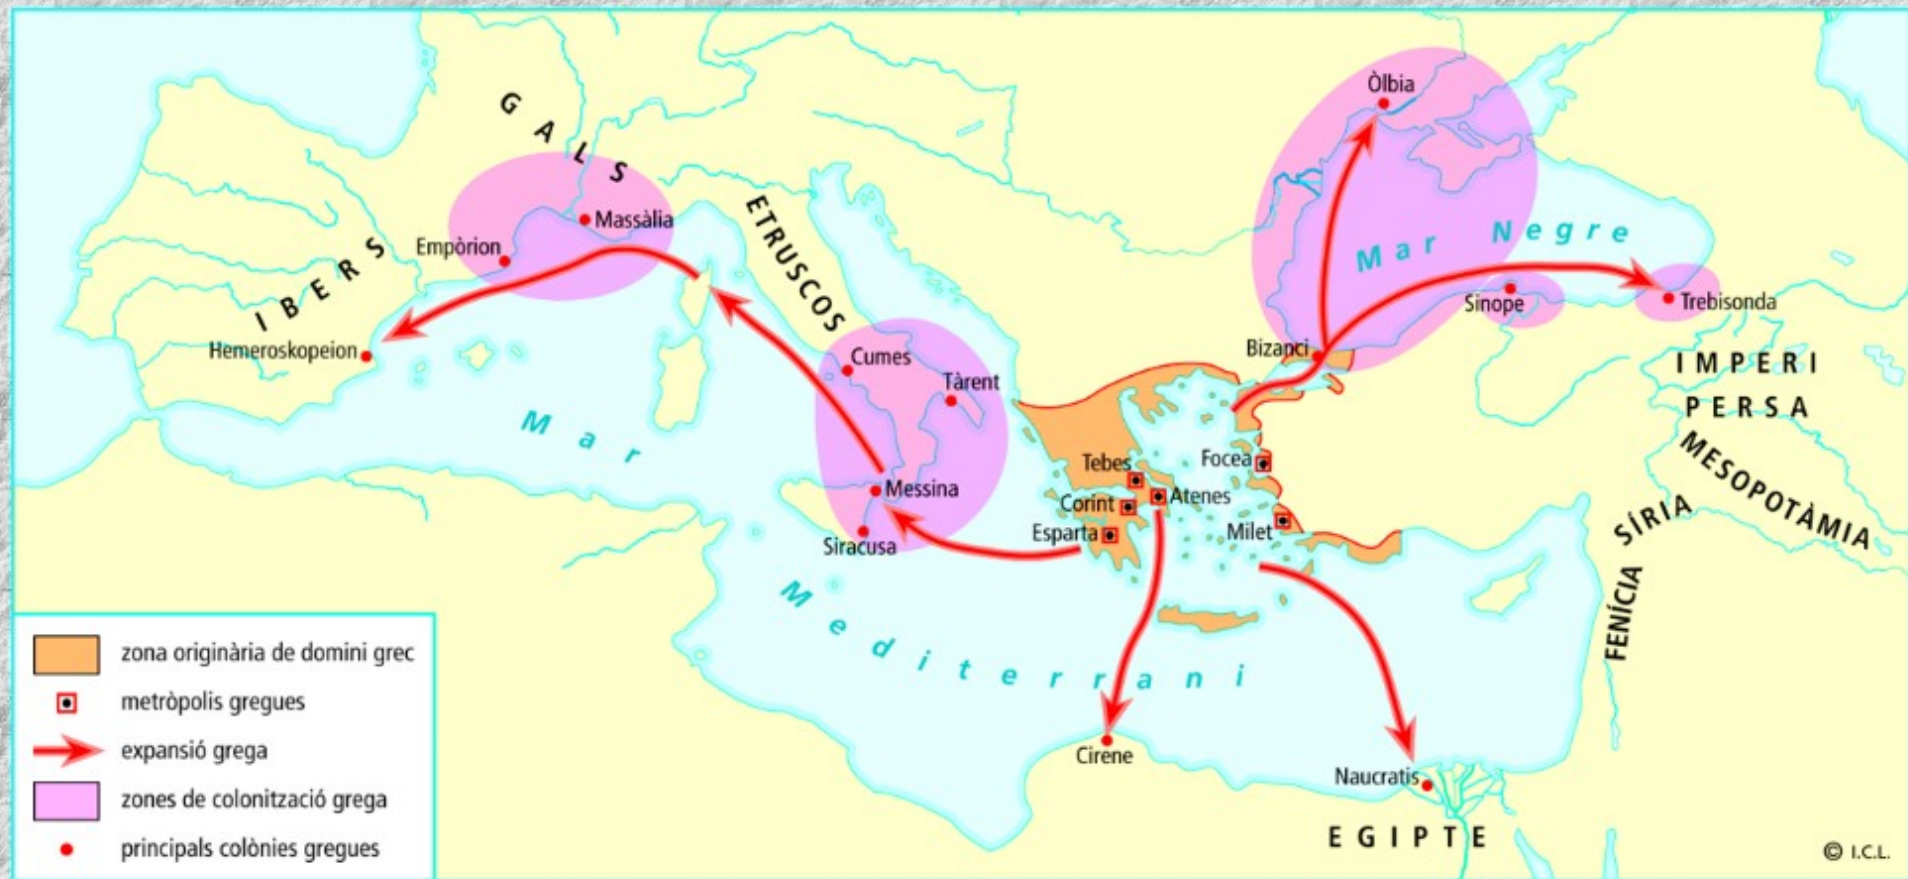 Òlbia
GALS
Massàlia
ETRUSCOS
Empòrion
IBERS
Mar Negre
Sinope
Trebisonda
Hemeroskopeion
Cumes
Bizanci
Tàrent
IMPERI
PERSA
MESOPOTÀMIA
Mar
Mediterrani
Tebes
Focea
Messina
Corint
Atenes
Siracusa
Esparta
Milet
SÍRIA
FENÍCIA
Cirene
Naucratis
EGIPTE
zona originària de domini grec
metròpolis gregues
expansió grega
zones de colonització grega
principals colònies gregues
© I.C.L.